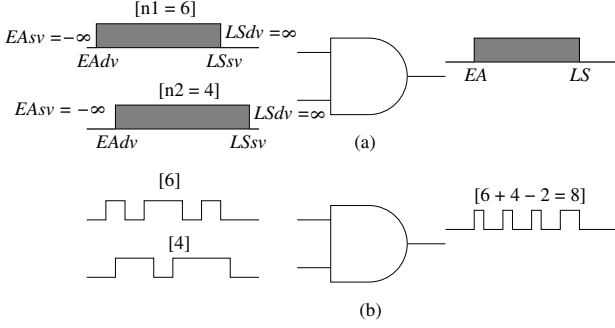 [n1 = 6]
EAsv = −∞
LSdv = ∞
EAdv
LSsv
[n2 = 4]
EAsv = −∞
LSdv = ∞
EAdv
LSsv
EA
LS
(a)
[6]
[4]
[6 + 4 − 2 = 8]
(b)